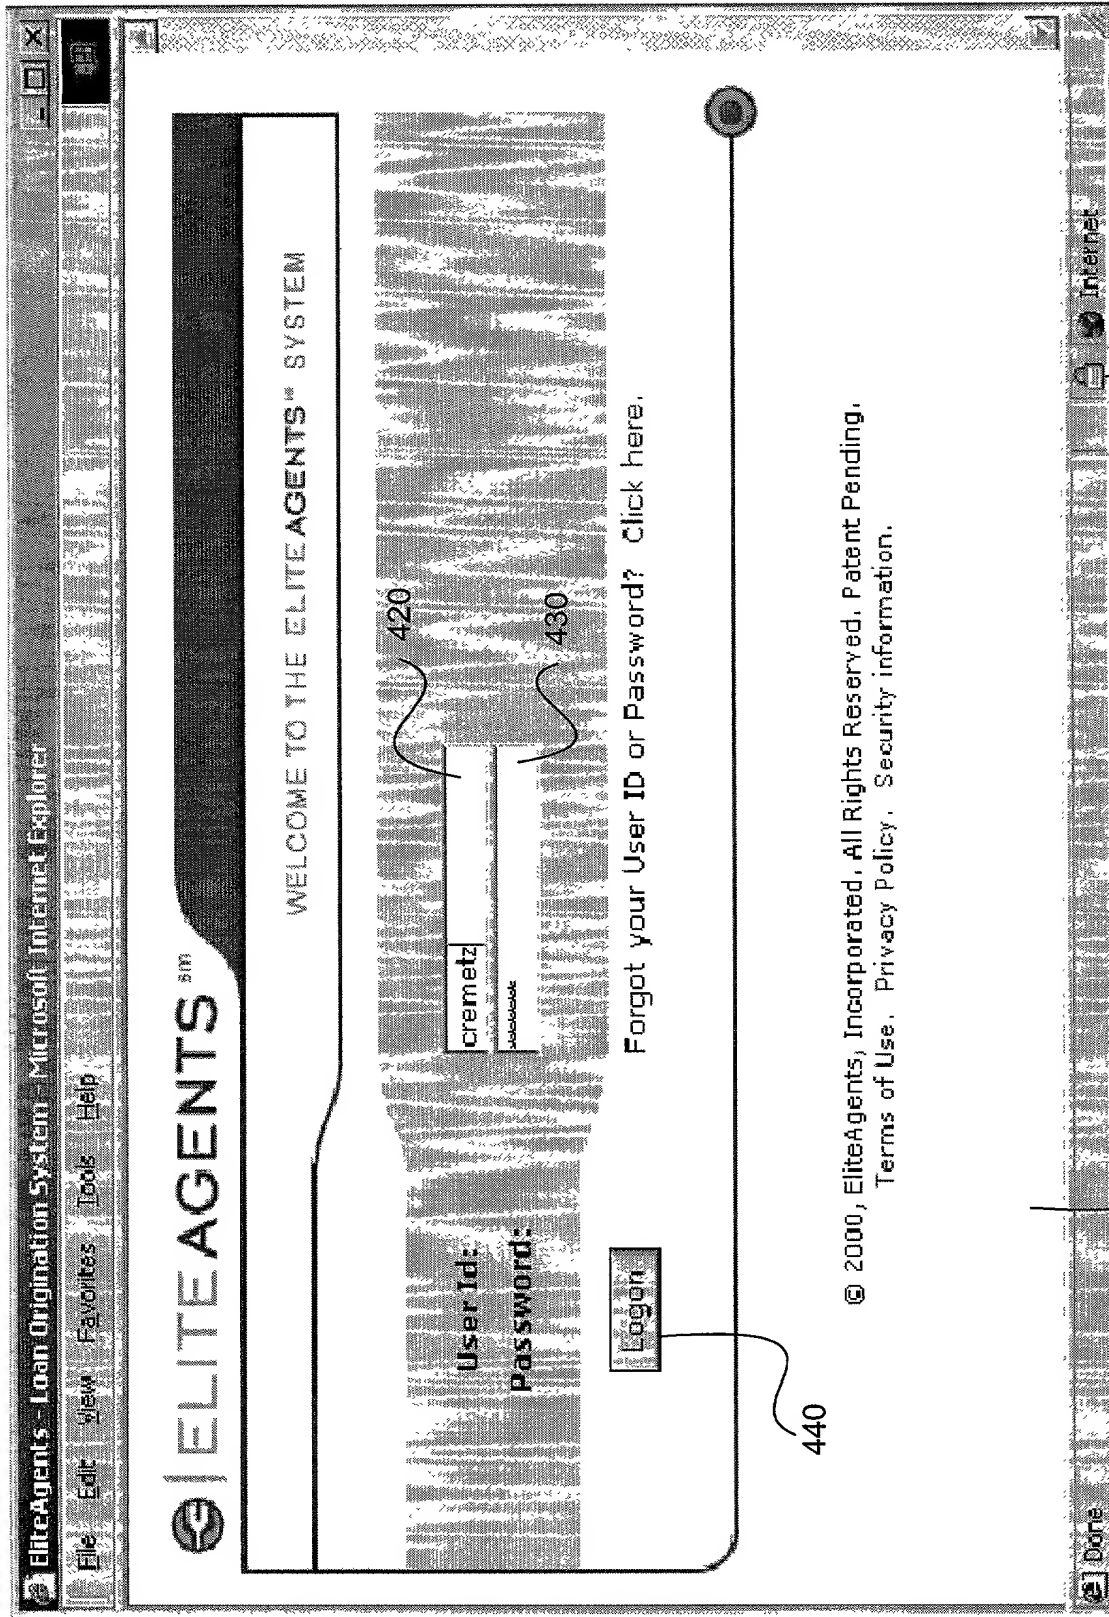 EliteAgents - Loan Origination System - Microsoft Internet Explorer
File Edit View Favorites Tools Help
ELITEAGENTS sm
WELCOME TO THE ELITEAGENTS SYSTEM
420
User Id: cremetz
Password: *******
430
Logon
Forgot your User ID or Password? Click here.
440
© 2000, EliteAgents, Incorporated. All Rights Reserved. Patent Pending.
Terms of Use. Privacy Policy. Security information.
Done
Internet